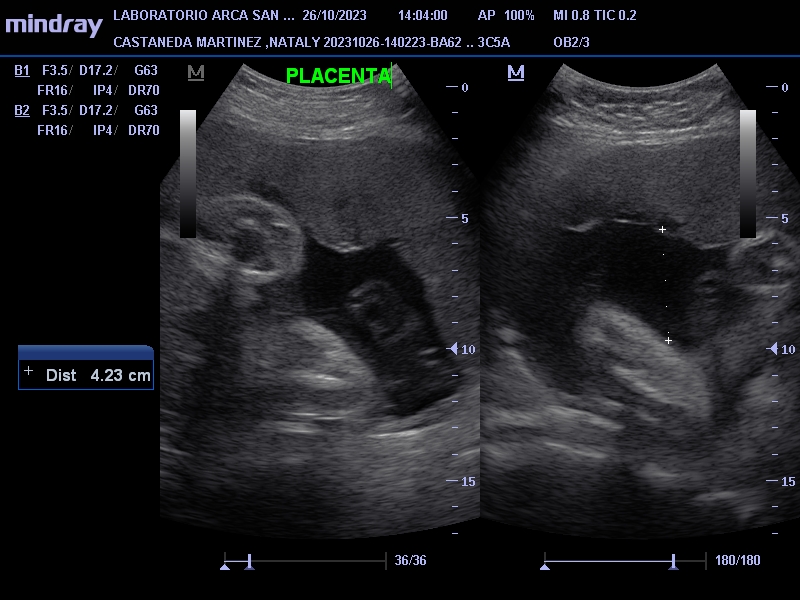 mindray
LABORATORIO ARCA SAN ... 26/10/2023 14:04:00 AP 100% MI 0.8 TIC 0.2
CASTANEDA MARTINEZ ,NATALY 20231026-140223-BA62 .. 3C5A OB2/3
B1 F3.5/ D17.2/ G63
FR16/ IP4/ DR70
B2 F3.5/ D17.2/ G63
FR16/ IP4/ DR70
M
PLACENTA
M
0
5
10
15
0
5
10
15
+ Dist 4.23 cm
36/36
180/180